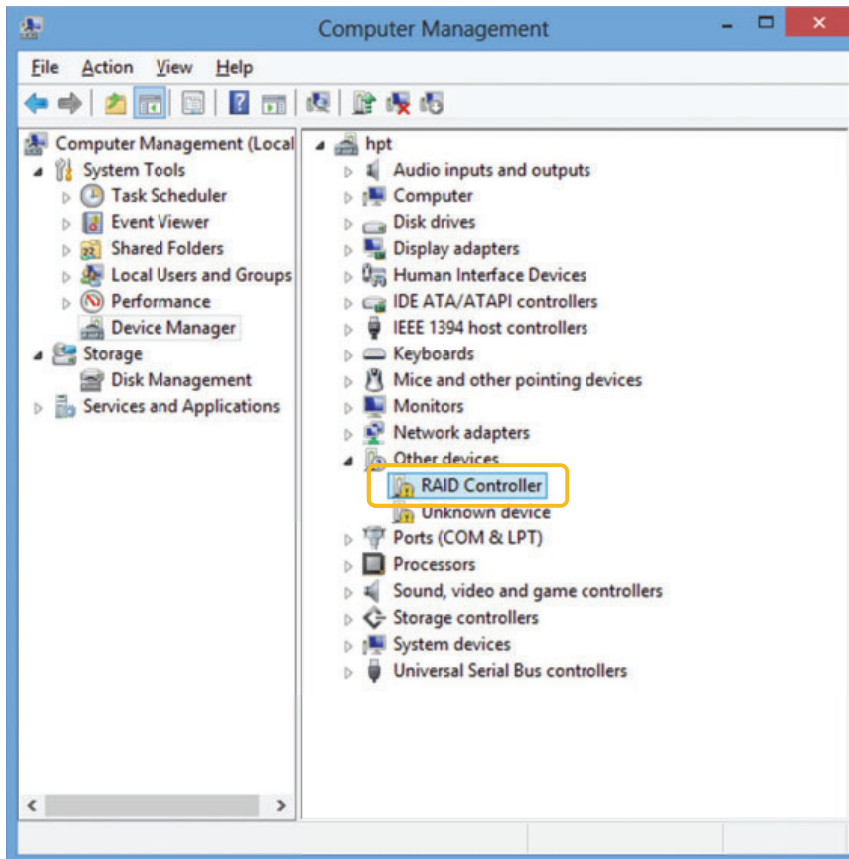 Computer Management
File Action View Help
Computer Management (Local
System Tools
Task Scheduler
Event Viewer
Shared Folders
Local Users and Groups
Performance
Device Manager
Storage
Disk Management
Services and Applications
hpt
Audio inputs and outputs
Computer
Disk drives
Display adapters
Human Interface Devices
IDE ATA/ATAPI controllers
IEEE 1394 host controllers
Keyboards
Mice and other pointing devices
Monitors
Network adapters
Other devices
RAID Controller
Unknown device
Ports (COM & LPT)
Processors
Sound, video and game controllers
Storage controllers
System devices
Universal Serial Bus controllers